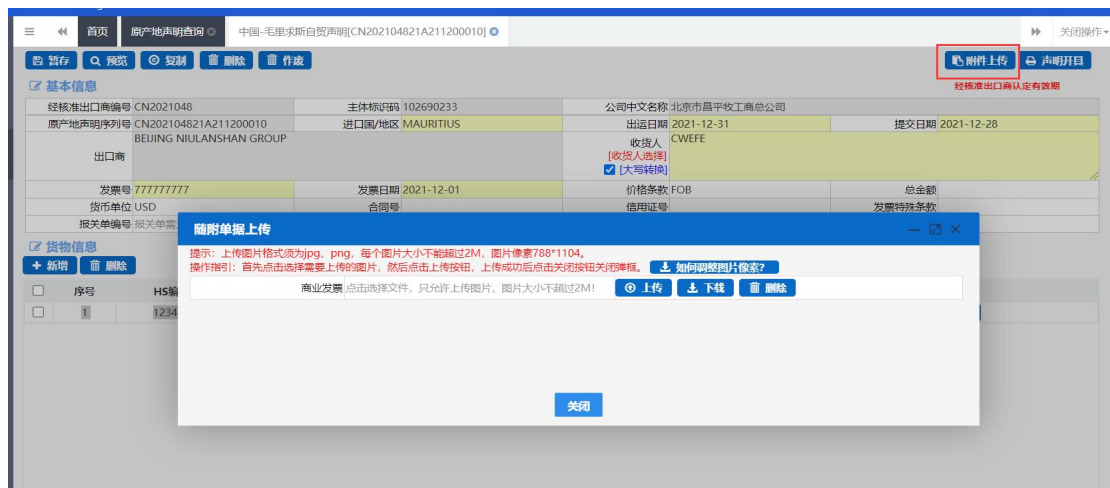 首页 原产地声明查询 中国-毛里求斯自贸声明[CN202104821A211200010] 关闭操作
暂存 预览 复制 删除 作废 附件上传 声明开具
基本信息 经核准出口商认定有效期
经核准出口商编号 CN2021048 主体标识码 102690233 公司中文名称 北京市昌平牧工商总公司
原产地声明序列号 CN202104821A211200010 进口国/地区 MAURITIUS 出运日期 2021-12-31 提交日期 2021-12-28
出口商 BEIJING NIULANSHAN GROUP 收货人 CWEFE
[收货人选择]
[大写转换]
发票号 777777777 发票日期 2021-12-01 价格条款 FOB 总金额
货币单位 USD 合同号 信用证号 发票特殊条款
报关单编号 报关单需
随附单据上传
货物信息
提示：上传图片格式须为jpg，png，每个图片大小不能超过2M，图片像素788*1104。
新增 删除
操作指引：首先点击选择需要上传的图片，然后点击上传按钮，上传成功后点击关闭按钮关闭弹框。 如何调整图片像素?
序号 HS编
商业发票 点击选择文件，只允许上传图片，图片大小不超过2M! 上传 下载 删除
1 1234
关闭